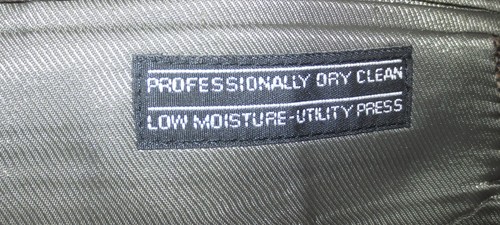 PROFESSIONALLY DRY CLEAN
LOW MOISTURE-UTILITY PRESS